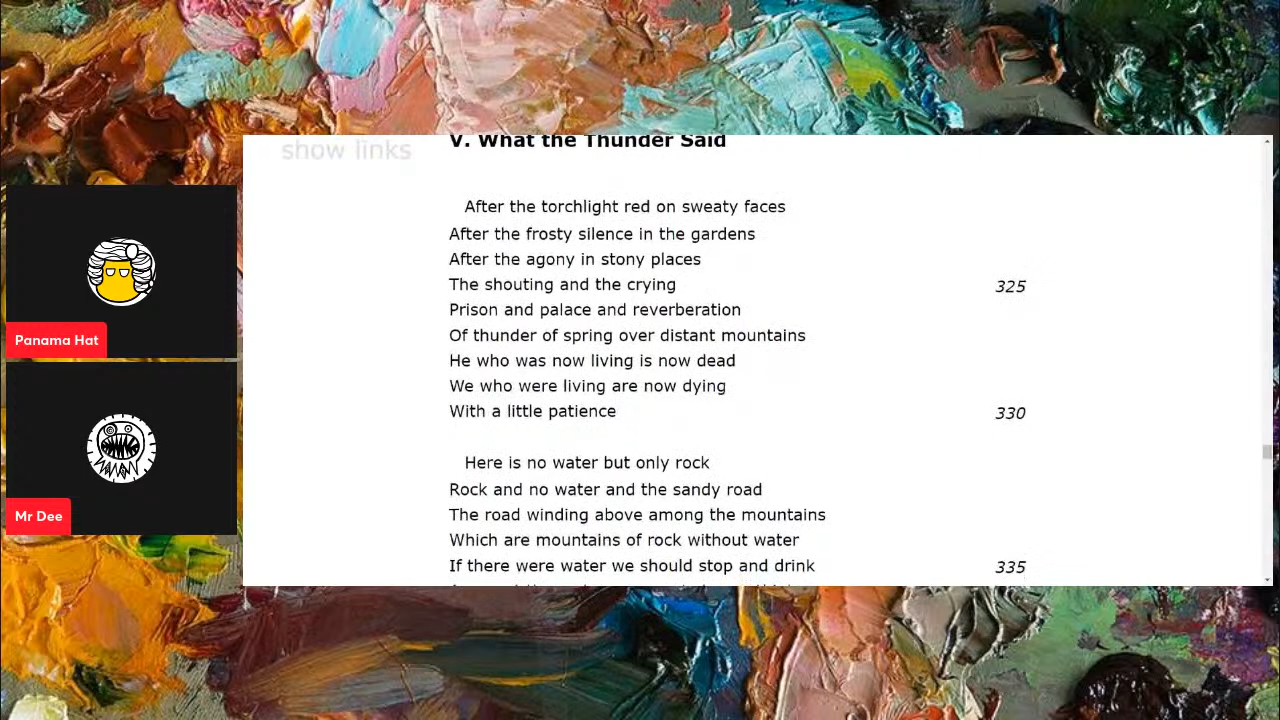 show links
V. What the Thunder Said
After the torchlight red on sweaty faces
After the frosty silence in the gardens
After the agony in stony places
The shouting and the crying 325
Prison and palace and reverberation
Of thunder of spring over distant mountains
He who was now living is now dead
We who were living are now dying
With a little patience 330
Here is no water but only rock
Rock and no water and the sandy road
The road winding above among the mountains
Which are mountains of rock without water
If there were water we should stop and drink 335
Panama Hat
Mr Dee